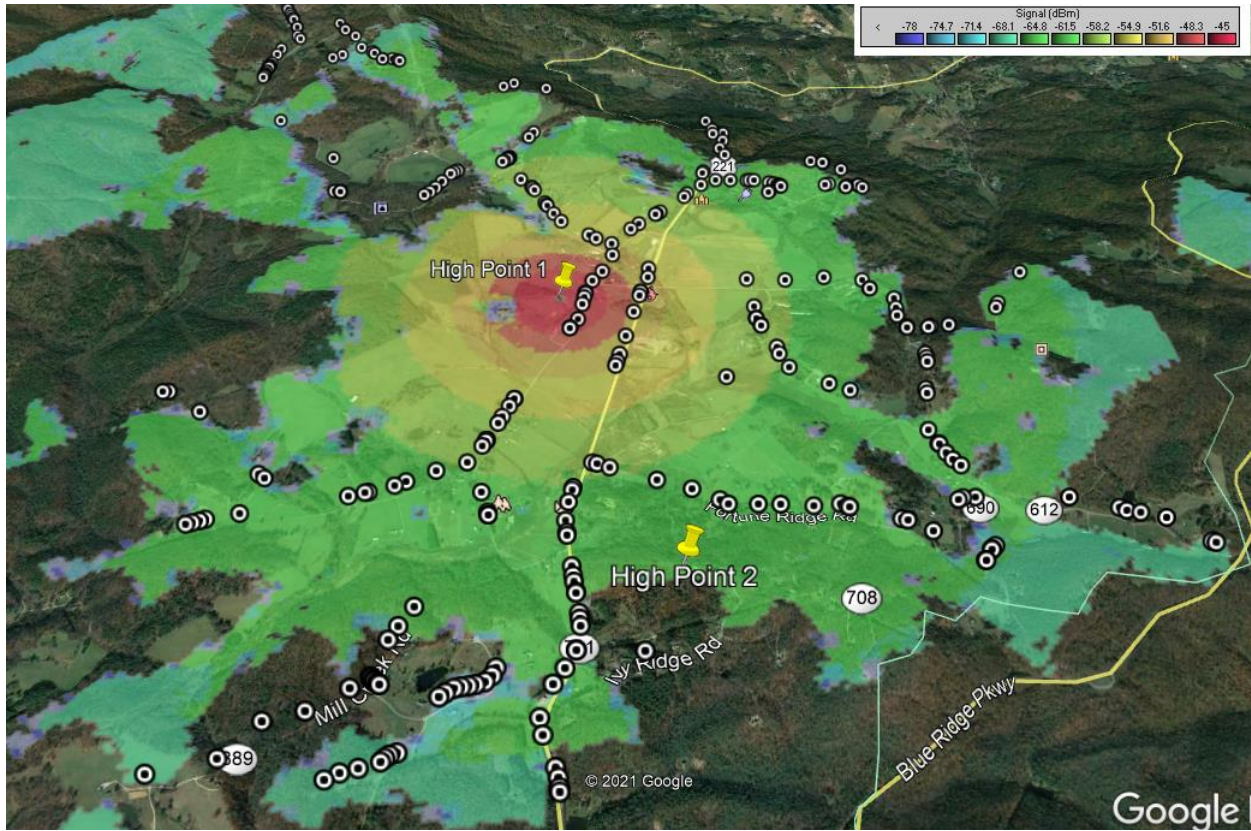 Signal (dBm)
< -78 -74.7 -71.4 -68.1 -64.8 -61.5 -58.2 -54.9 -51.6 -48.3 -45
221
High Point 1
690
612
Fortune Ridge Rd
High Point 2
708
Ivy Ridge Rd
Mill Creek Rd
Blue Ridge Pkwy
© 2021 Google
Google